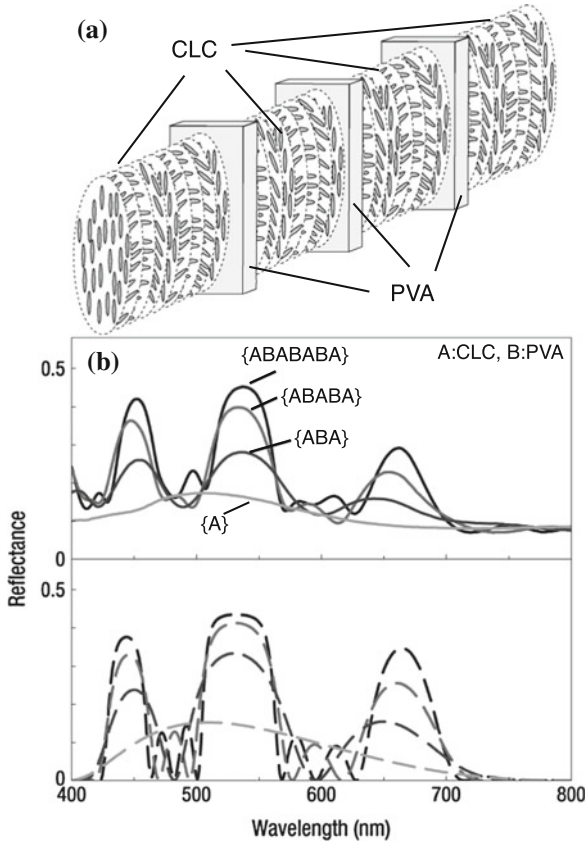 (a)
CLC
PVA
(b)
A:CLC, B:PVA
{ABABABA}
{ABABA}
{ABA}
{A}
0.5
0
Reflectance
0.5
0
400 500 600 700 800
Wavelength (nm)